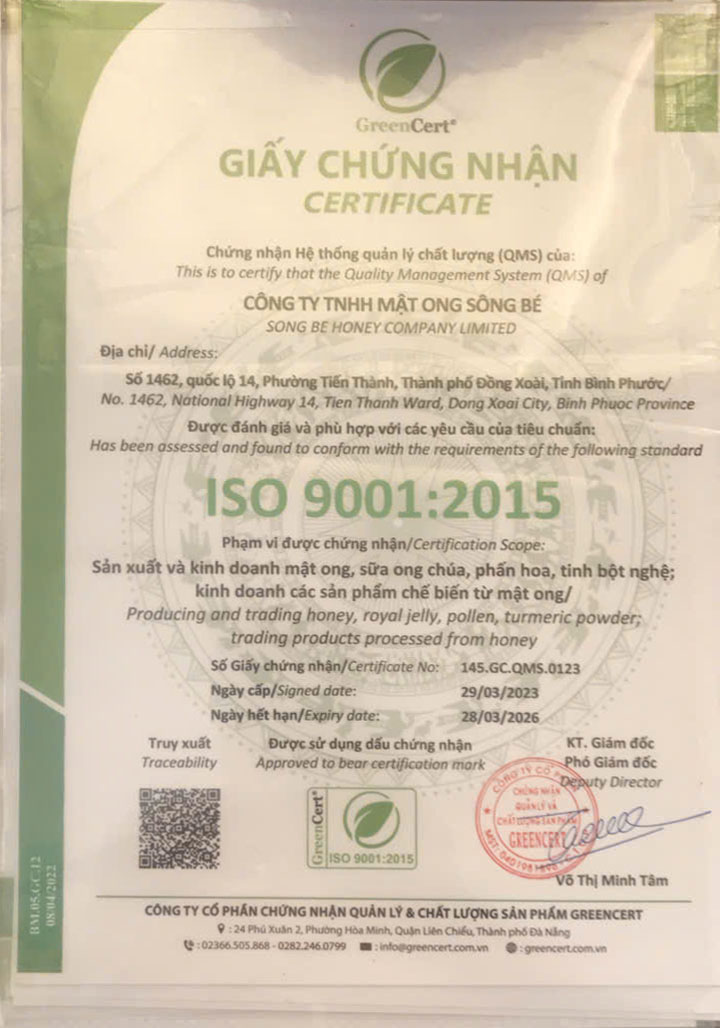 GreenCert®
GIẤY CHỨNG NHẬN
CERTIFICATE
Chứng nhận Hệ thống quản lý chất lượng (QMS) của:
This is to certify that the Quality Management System (QMS) of
CÔNG TY TNHH MẬT ONG SÔNG BÉ
SONG BE HONEY COMPANY LIMITED
Địa chỉ/ Address:
Số 1462, quốc lộ 14, Phường Tiến Thành, Thành phố Đồng Xoài, Tỉnh Bình Phước/
No. 1462, National Highway 14, Tien Thanh Ward, Dong Xoai City, Binh Phuoc Province
Được đánh giá và phù hợp với các yêu cầu của tiêu chuẩn:
Has been assessed and found to conform with the requirements of the following standard
ISO 9001:2015
Phạm vi được chứng nhận/Certification Scope:
Sản xuất và kinh doanh mật ong, sữa ong chúa, phấn hoa, tinh bột nghệ;
kinh doanh các sản phẩm chế biến từ mật ong/
Producing and trading honey, royal jelly, pollen, turmeric powder;
trading products processed from honey
Số Giấy chứng nhận/Certificate No: 145.GC.QMS.0123
Ngày cấp/Signed date: 29/03/2023
Ngày hết hạn/Expiry date: 28/03/2026
Truy xuất
Traceability
Được sử dụng dấu chứng nhận
Approved to bear certification mark
KT. Giám đốc
Phó Giám đốc
Deputy Director
GreenCert®
ISO 9001:2015
CÔNG TY CỔ PHẦN
CHỨNG NHẬN
QUẢN LÝ VÀ
CHẤT LƯỢNG SẢN PHẨM
GREENCERT
Võ Thị Minh Tâm
BM.05.GC.12
08/04/2022
CÔNG TY CỔ PHẦN CHỨNG NHẬN QUẢN LÝ & CHẤT LƯỢNG SẢN PHẨM GREENCERT
: 24 Phú Xuân 2, Phường Hòa Minh, Quận Liên Chiểu, Thành phố Đà Nẵng
: 02366.505.868 - 0282.246.0799 : info@greencert.com.vn : greencert.com.vn